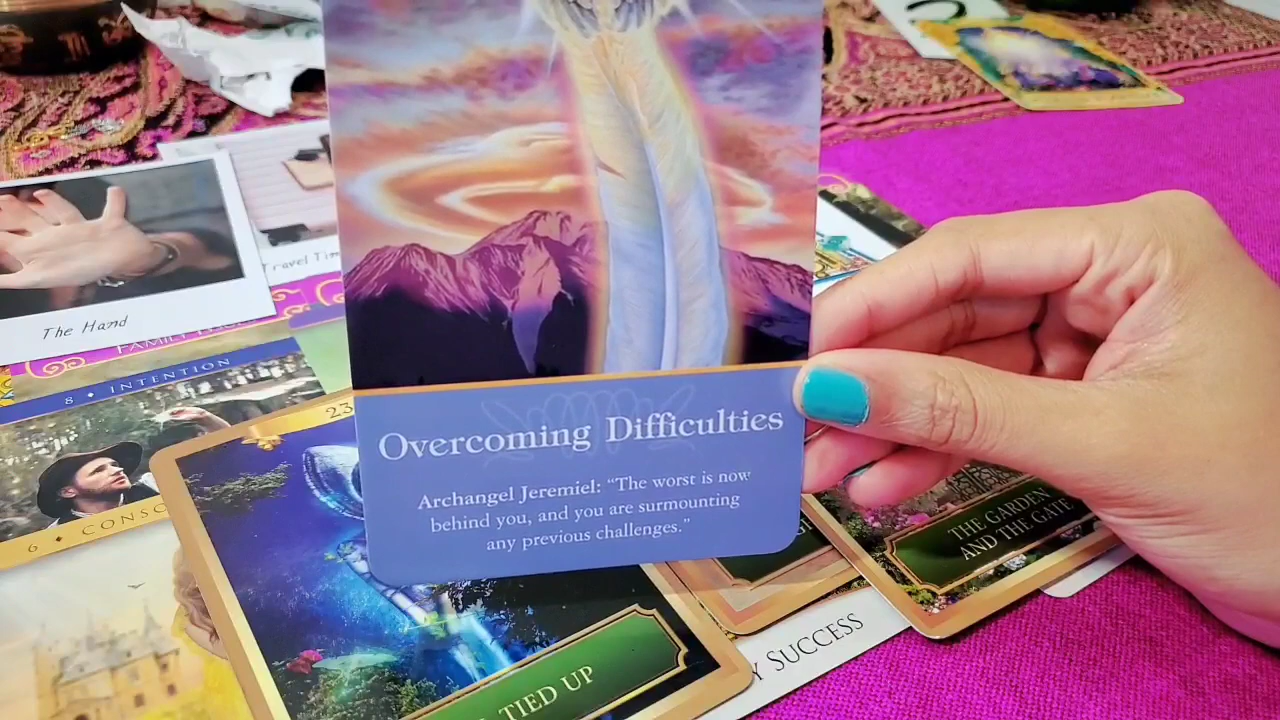 Travel Tim
The Hand
FAMILY
8 ♦ INTENTION
23
Overcoming Difficulties
Archangel Jeremiel: “The worst is now
behind you, and you are surmounting
any previous challenges.”
6 ♦ CONSC
THE GARDEN
AND THE GATE
Y SUCCESS
TIED UP